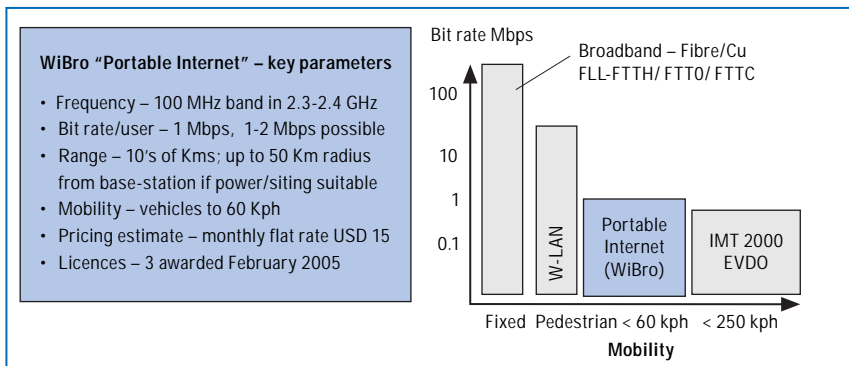 WiBro “Portable Internet” – key parameters
• Frequency – 100 MHz band in 2.3-2.4 GHz
• Bit rate/user – 1 Mbps, 1-2 Mbps possible
• Range – 10's of Kms; up to 50 Km radius
from base-station if power/siting suitable
• Mobility – vehicles to 60 Kph
• Pricing estimate – monthly flat rate USD 15
• Licences – 3 awarded February 2005
Bit rate Mbps
Broadband – Fibre/Cu
FLL-FTTH/ FTT0/ FTTC
100
10
1
0.1
W-LAN
Portable
Internet
(WiBro)
IMT 2000
EVDO
Fixed Pedestrian < 60 kph < 250 kph
Mobility